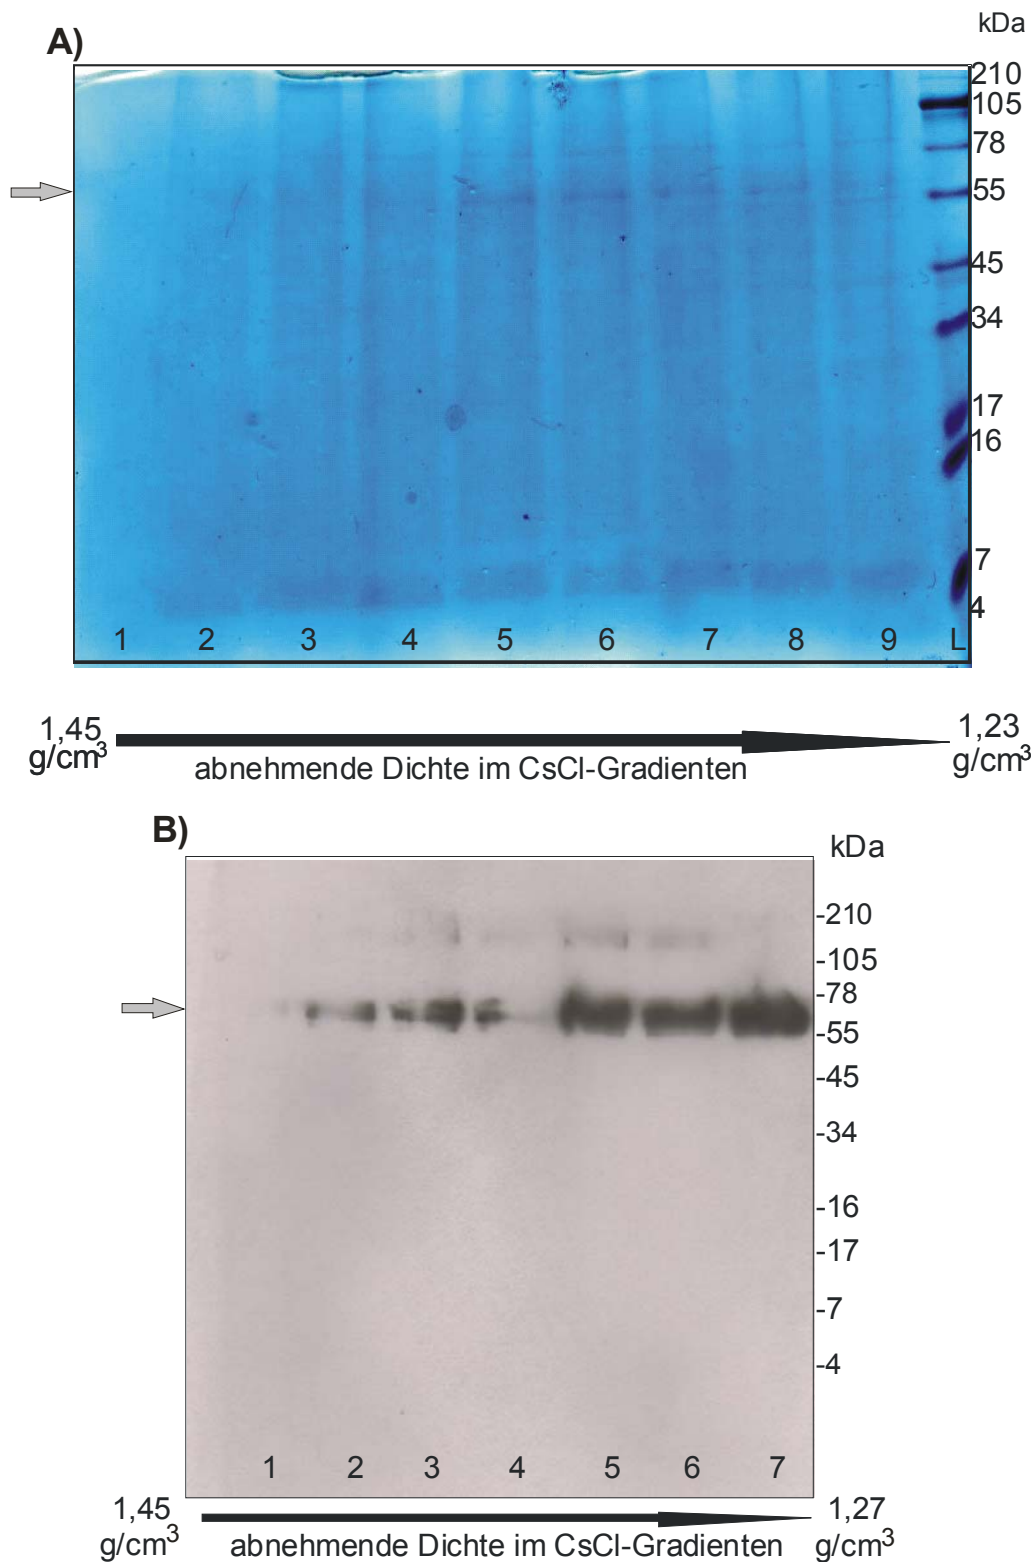 kDa
A)
210
105
78
55
45
34
17
16
7
4
1 2 3 4 5 6 7 8 9 L
1,45 g/cm³
1,23 g/cm³
abnehmende Dichte im CsCl-Gradienten
B)
kDa
-210
-105
-78
-55
-45
-34
-16
-17
-7
-4
1 2 3 4 5 6 7
1,45 g/cm³
1,27 g/cm³
abnehmende Dichte im CsCl-Gradienten